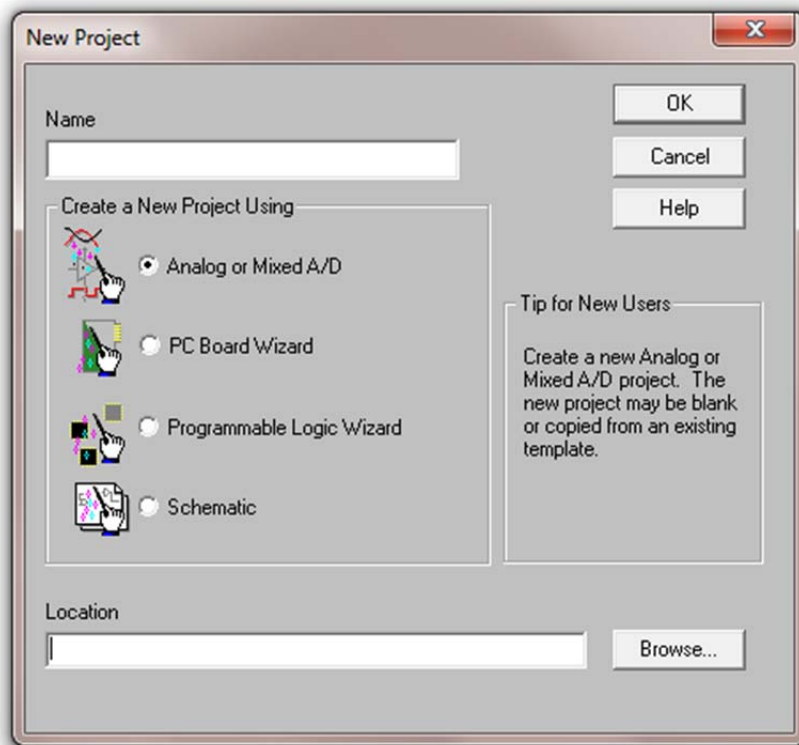 New Project
OK
Name
Cancel
Help
Create a New Project Using
Analog or Mixed A/D
PC Board Wizard
Programmable Logic Wizard
Schematic
Tip for New Users
Create a new Analog or
Mixed A/D project. The
new project may be blank
or copied from an existing
template.
Location
Browse...